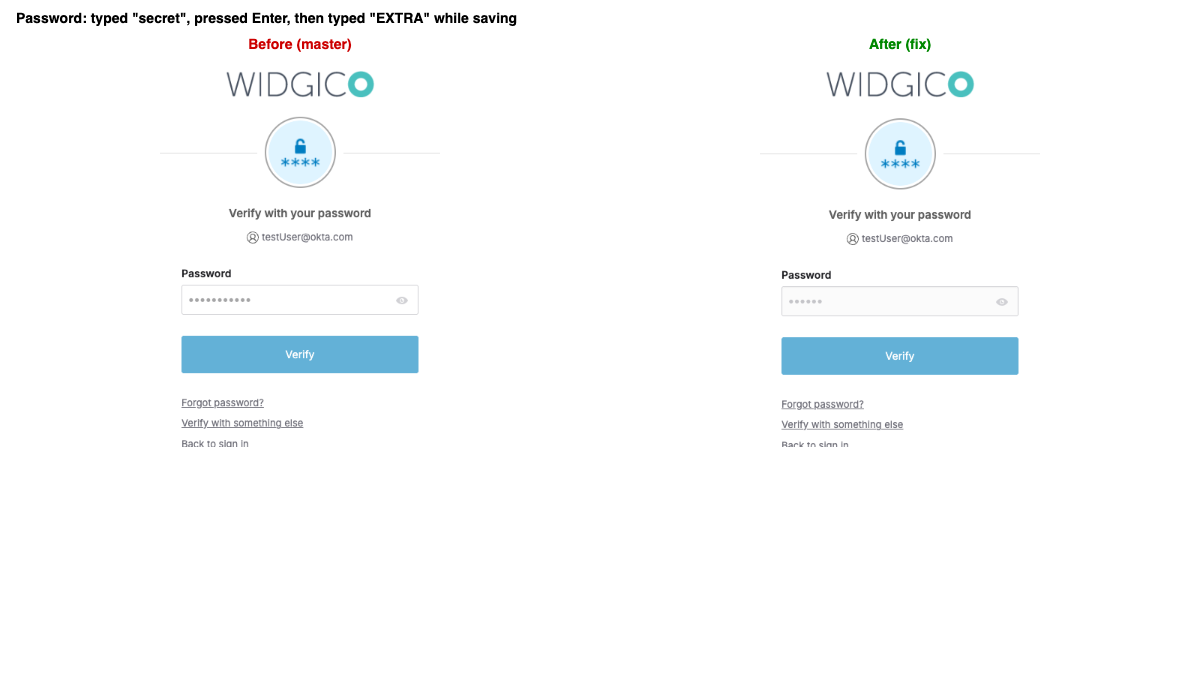 Password: typed "secret", pressed Enter, then typed "EXTRA" while saving
Before (master)
WIDGICO
****
Verify with your password
testUser@okta.com
Password
•••••••••••
Verify
Forgot password?
Verify with something else
Back to sign in
After (fix)
WIDGICO
****
Verify with your password
testUser@okta.com
Password
••••••
Verify
Forgot password?
Verify with something else
Back to sign in